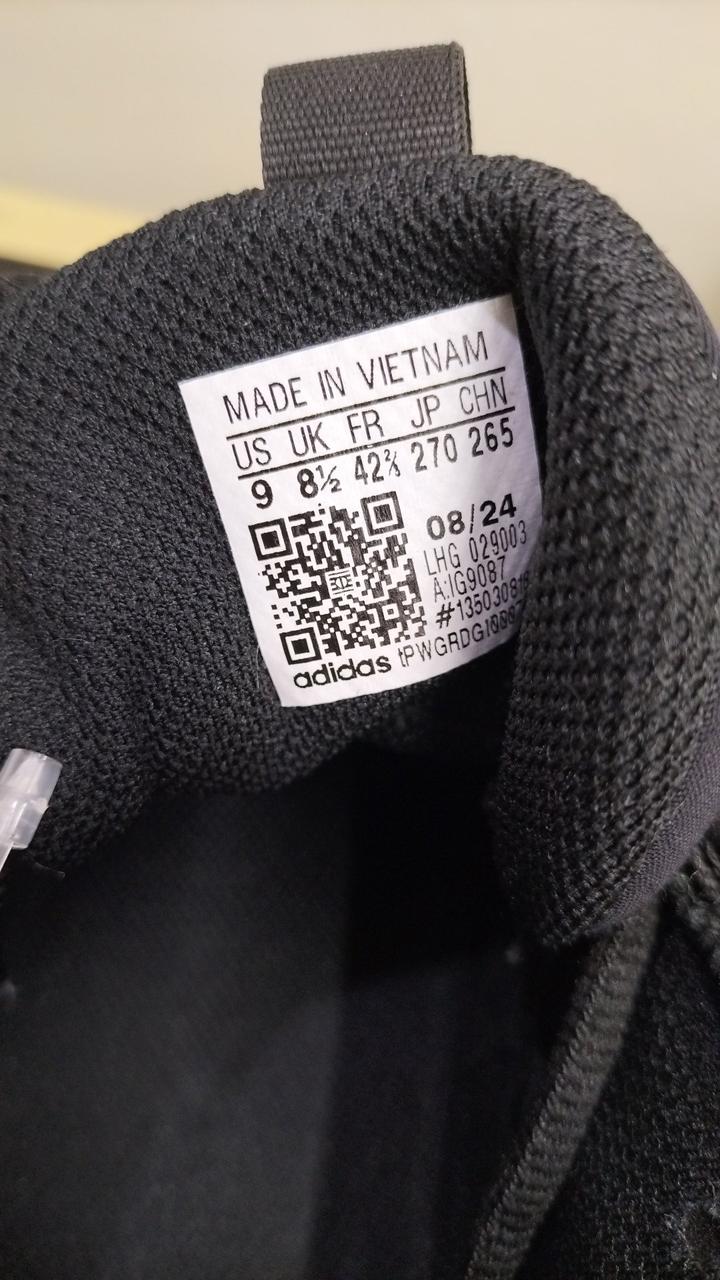 MADE IN VIETNAM
US UK FR JP CHN
9 8½ 42⅔ 270 265
08/24
LHG 029003
A:IG9087
adidas